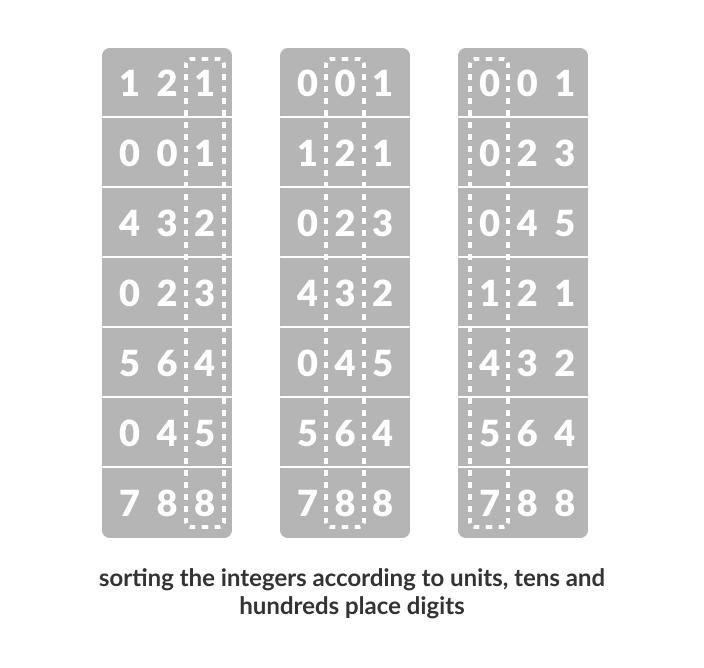 1 2 1 0 0 1 0 0 1
0 0 1 1 2 1 0 2 3
4 3 2 0 2 3 0 4 5
0 2 3 4 3 2 1 2 1
5 6 4 0 4 5 4 3 2
0 4 5 5 6 4 5 6 4
7 8 8 7 8 8 7 8 8
sorting the integers according to units, tens and
hundreds place digits